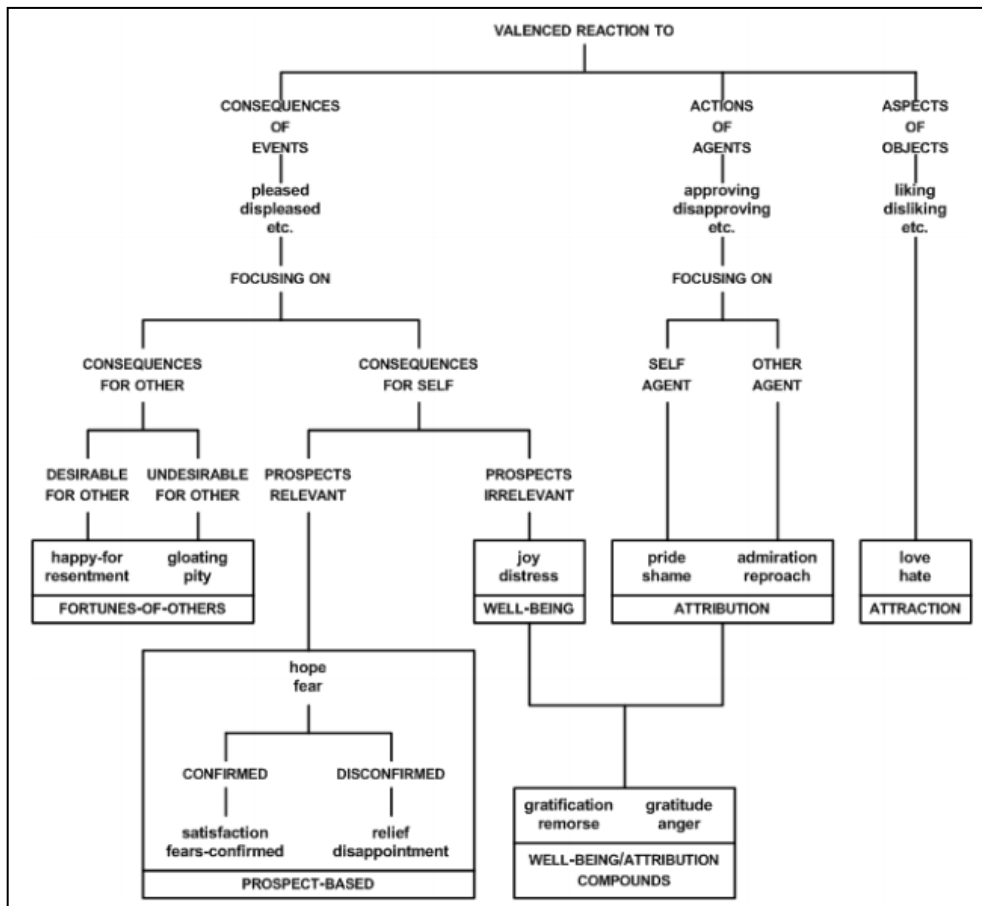 VALENCED REACTION TO
CONSEQUENCES
OF
EVENTS
ACTIONS
OF
AGENTS
ASPECTS
OF
OBJECTS
pleased
displeased
etc.
approving
disapproving
etc.
liking
disliking
etc.
FOCUSING ON
FOCUSING ON
CONSEQUENCES
FOR OTHER
CONSEQUENCES
FOR SELF
SELF
AGENT
OTHER
AGENT
DESIRABLE
FOR OTHER
UNDESIRABLE
FOR OTHER
PROSPECTS
RELEVANT
PROSPECTS
IRRELEVANT
happy-for
resentment
gloating
pity
FORTUNES-OF-OTHERS
joy
distress
WELL-BEING
pride
shame
admiration
reproach
ATTRIBUTION
love
hate
ATTRACTION
hope
fear
CONFIRMED
DISCONFIRMED
satisfaction
fears-confirmed
relief
disappointment
PROSPECT-BASED
gratification
remorse
gratitude
anger
WELL-BEING/ATTRIBUTION
COMPOUNDS